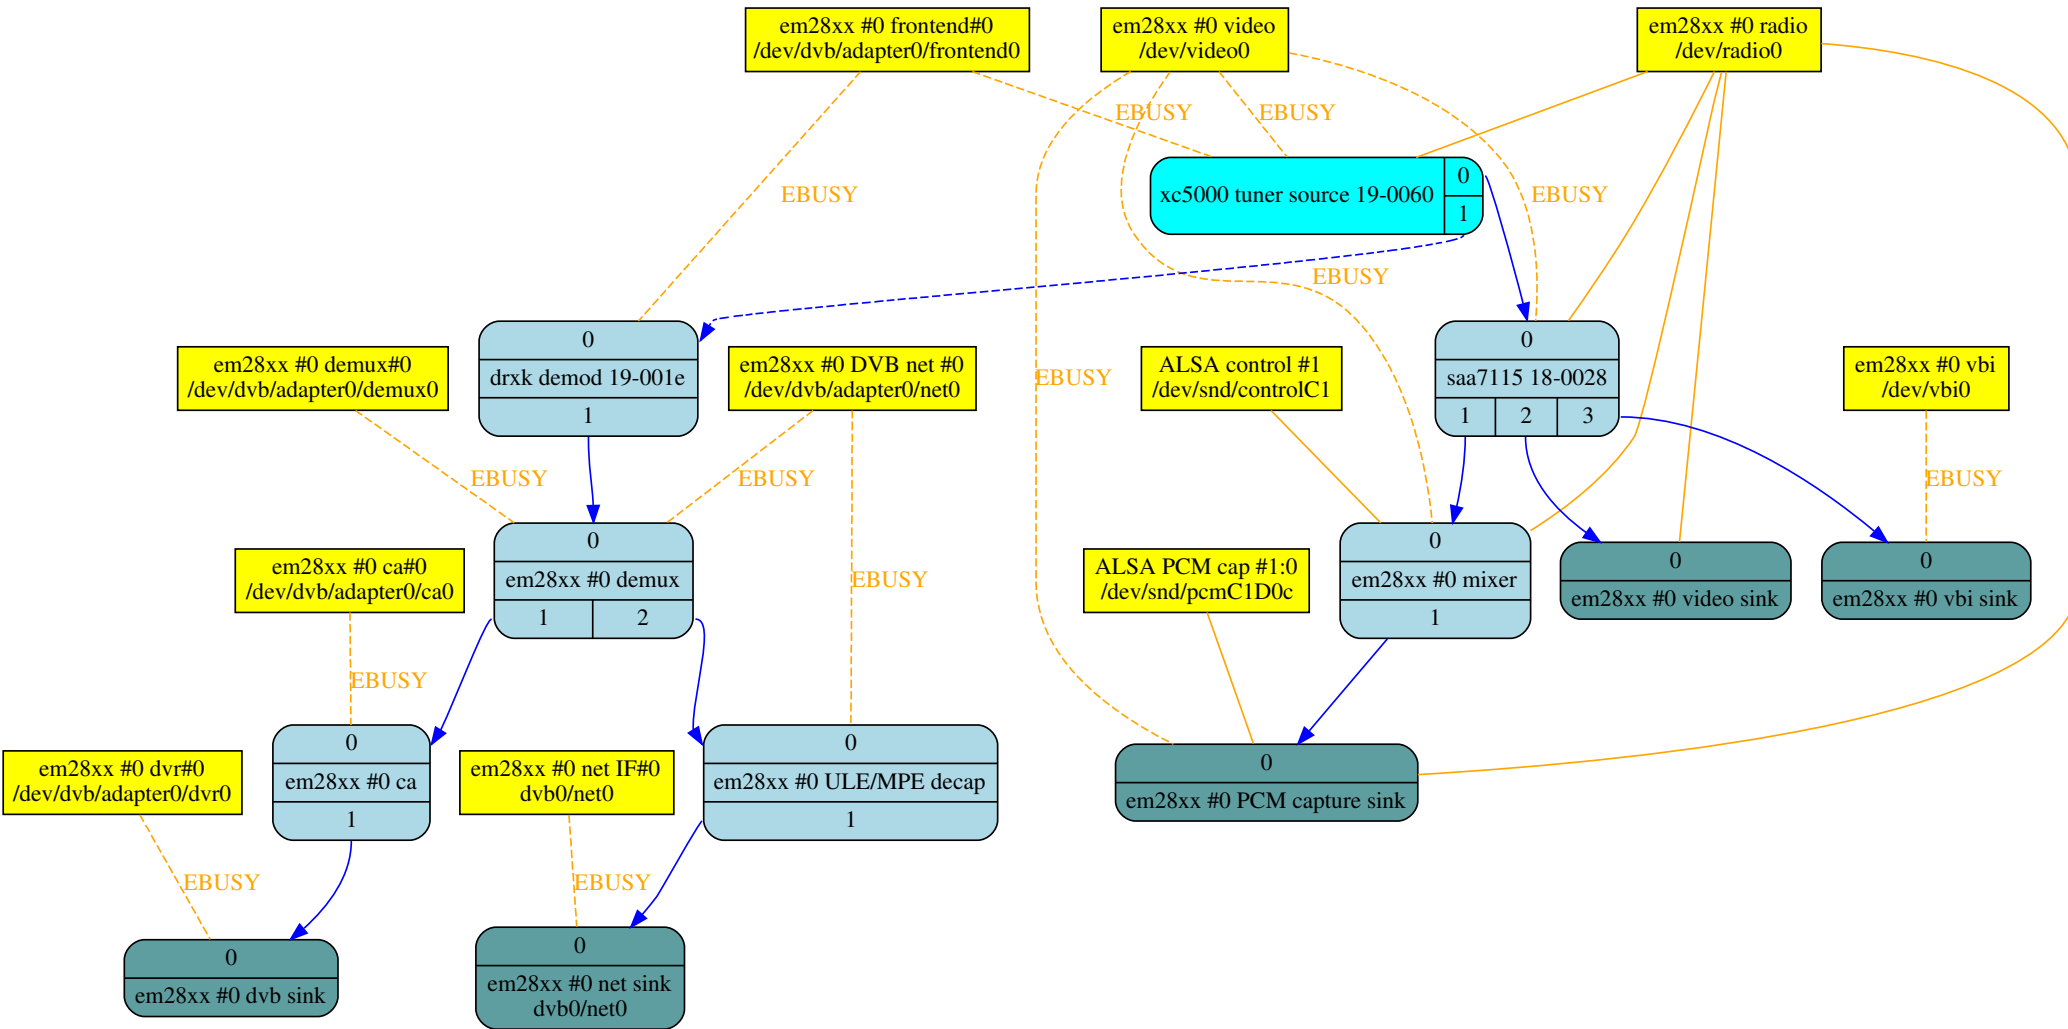 em28xx #0 frontend#0
/dev/dvb/adapter0/frontend0
em28xx #0 video
/dev/video0
em28xx #0 radio
/dev/radio0
EBUSY
EBUSY
EBUSY
EBUSY
xc5000 tuner source 19-0060
0
1
EBUSY
0
drxk demod 19-001e
1
0
saa7115 18-0028
1
2
3
em28xx #0 demux#0
/dev/dvb/adapter0/demux0
em28xx #0 DVB net #0
/dev/dvb/adapter0/net0
EBUSY
ALSA control #1
/dev/snd/controlC1
em28xx #0 vbi
/dev/vbi0
EBUSY
EBUSY
EBUSY
0
em28xx #0 demux
1
2
em28xx #0 ca#0
/dev/dvb/adapter0/ca0
EBUSY
ALSA PCM cap #1:0
/dev/snd/pcmC1D0c
0
em28xx #0 mixer
1
0
em28xx #0 video sink
0
em28xx #0 vbi sink
EBUSY
em28xx #0 dvr#0
/dev/dvb/adapter0/dvr0
0
em28xx #0 ca
1
em28xx #0 net IF#0
dvb0/net0
0
em28xx #0 ULE/MPE decap
1
0
em28xx #0 PCM capture sink
EBUSY
EBUSY
0
em28xx #0 dvb sink
0
em28xx #0 net sink
dvb0/net0